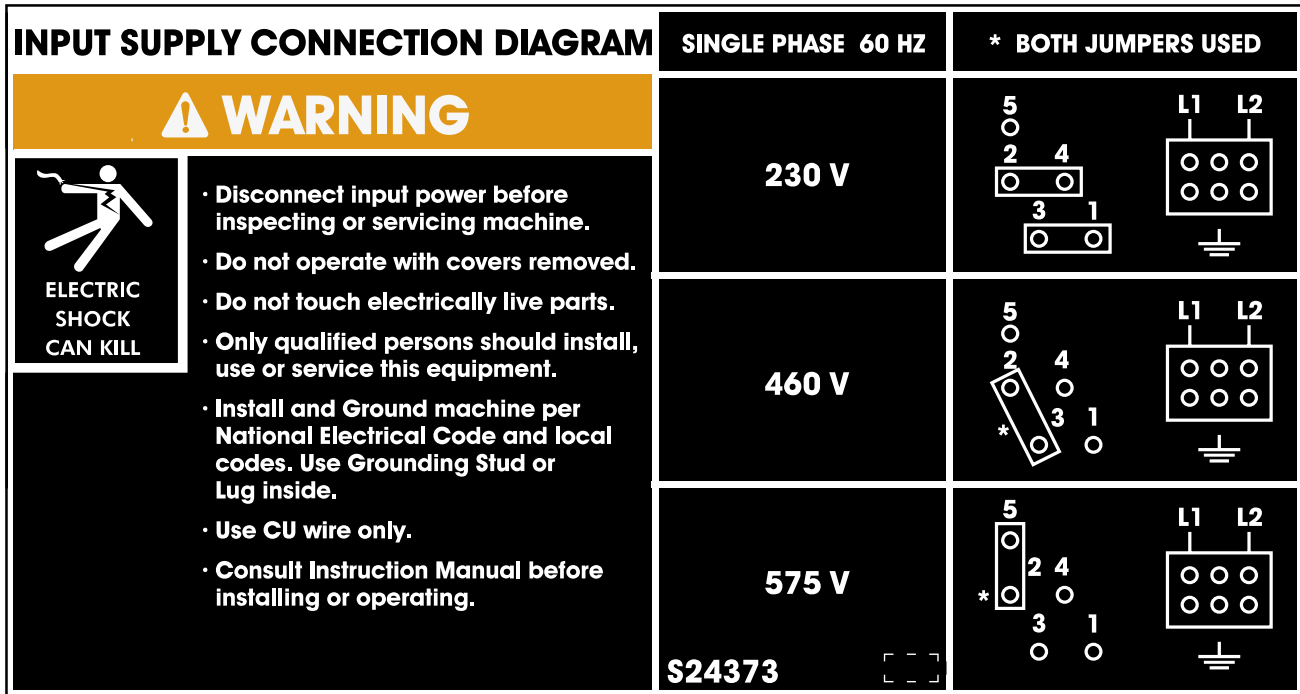 INPUT SUPPLY CONNECTION DIAGRAM
⚠ WARNING
ELECTRIC
SHOCK
CAN KILL
· Disconnect input power before
inspecting or servicing machine.
· Do not operate with covers removed.
· Do not touch electrically live parts.
· Only qualified persons should install,
use or service this equipment.
· Install and Ground machine per
National Electrical Code and local
codes. Use Grounding Stud or
Lug inside.
· Use CU wire only.
· Consult Instruction Manual before
installing or operating.
SINGLE PHASE 60 HZ
* BOTH JUMPERS USED
230 V
5
2 4
3 1
L1 L2
460 V
5
2 4
* 3 1
L1 L2
575 V
5
2 4
*
3 1
L1 L2
S24373